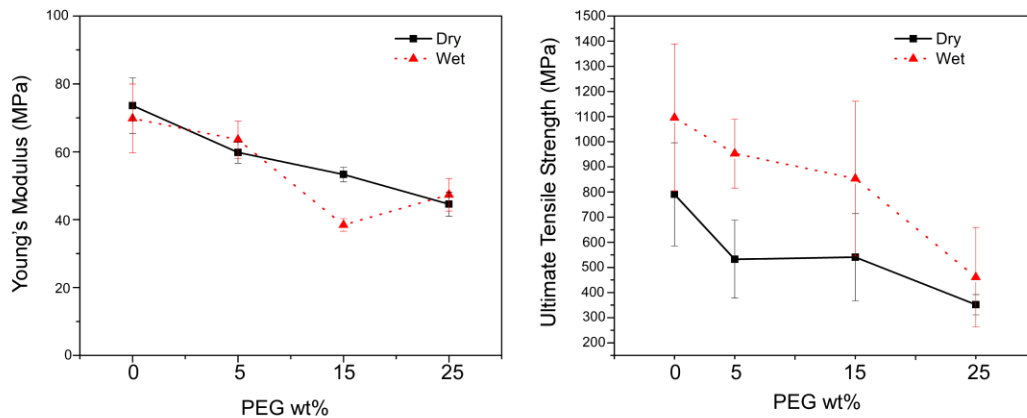 100
80
60
40
20
0
Young's Modulus (MPa)
Dry
Wet
0 5 15 25
PEG wt%
1500
1400
1300
1200
1100
1000
900
800
700
600
500
400
300
200
Ultimate Tensile Strength (MPa)
Dry
Wet
0 5 15 25
PEG wt%